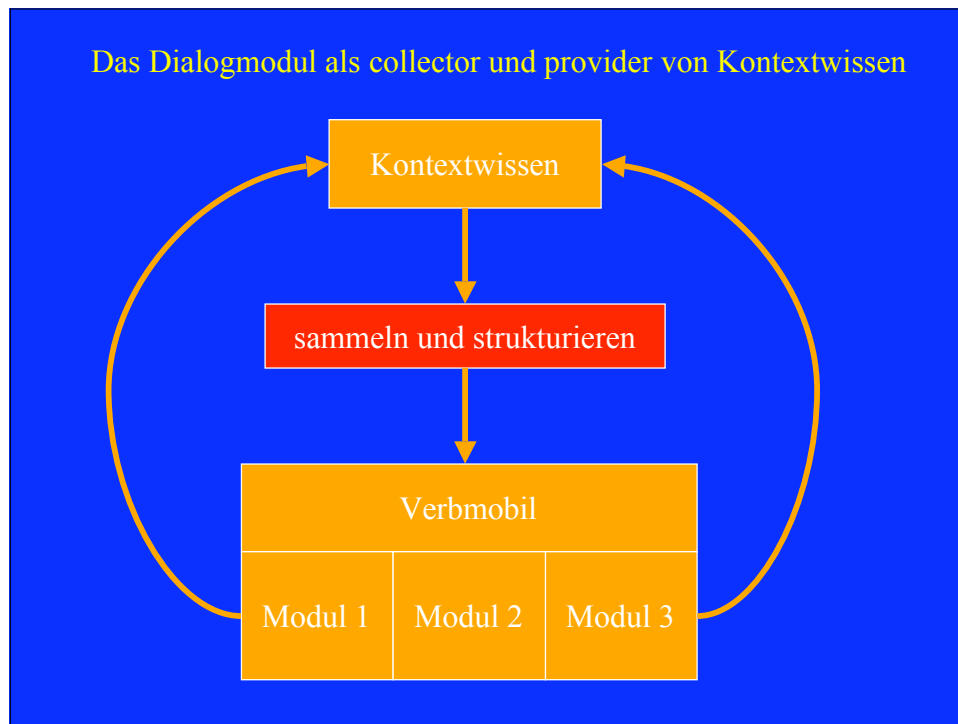 Das Dialogmodul als collector und provider von Kontextwissen
Kontextwissen
sammeln und strukturieren
Verbmobil
Modul 1
Modul 2
Modul 3